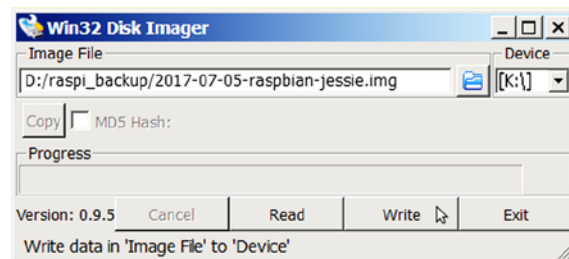 Win32 Disk Imager
Image File
Device
D:/raspi_backup/2017-07-05-raspbian-jessie.img
[K:\]
Copy MD5 Hash:
Progress
Version: 0.9.5 Cancel Read Write Exit
Write data in 'Image File' to 'Device'